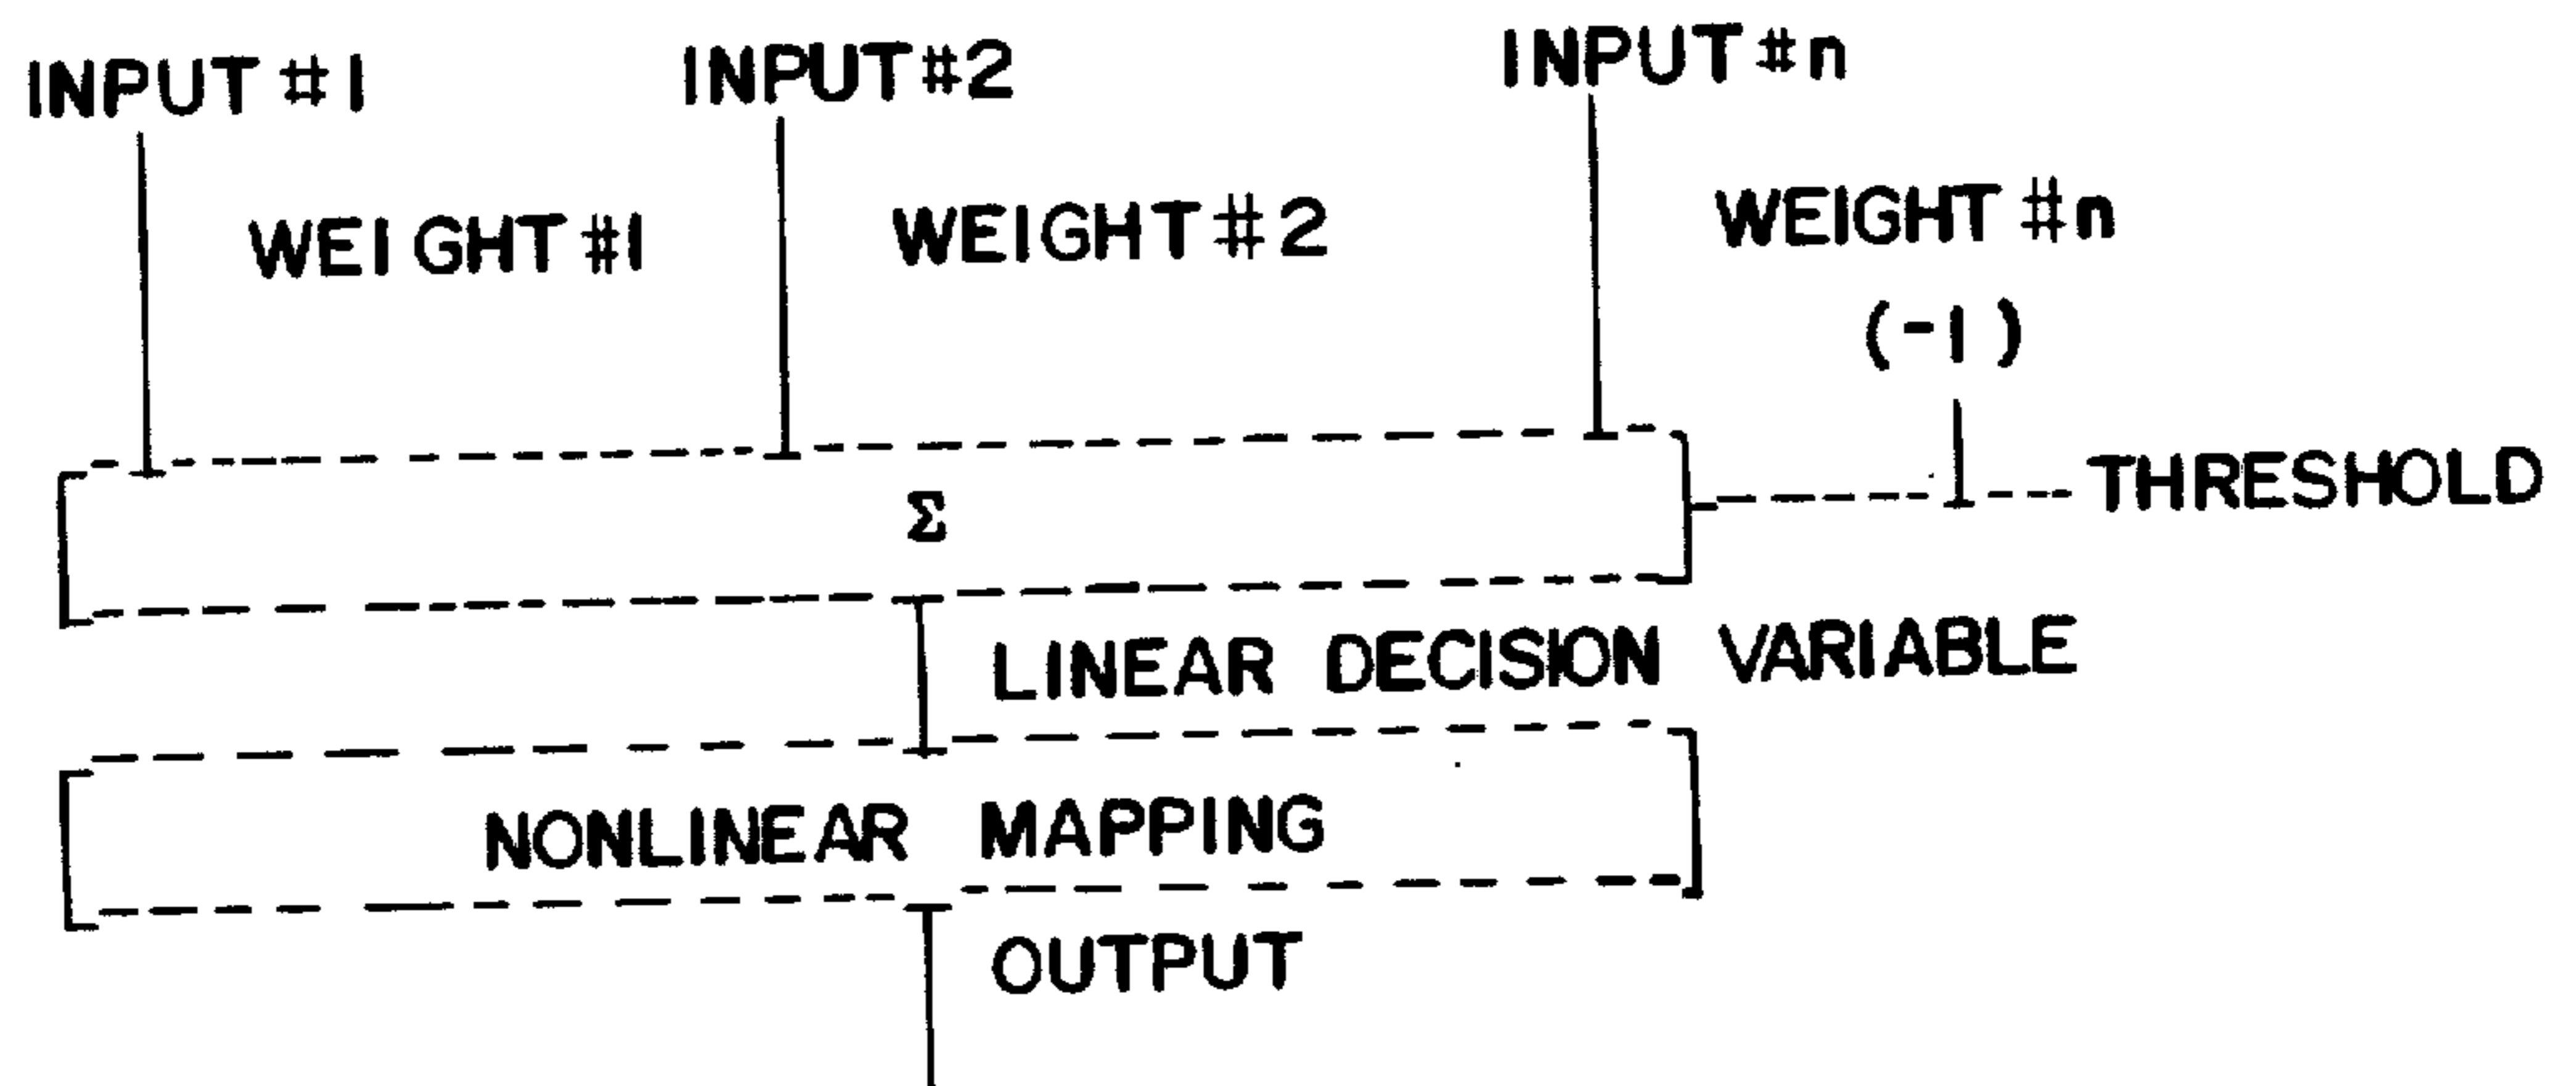 INPUT #1 INPUT #2 INPUT #n
WEIGHT #1 WEIGHT #2 WEIGHT #n
(-1)
Σ
THRESHOLD
LINEAR DECISION VARIABLE
NONLINEAR MAPPING
OUTPUT